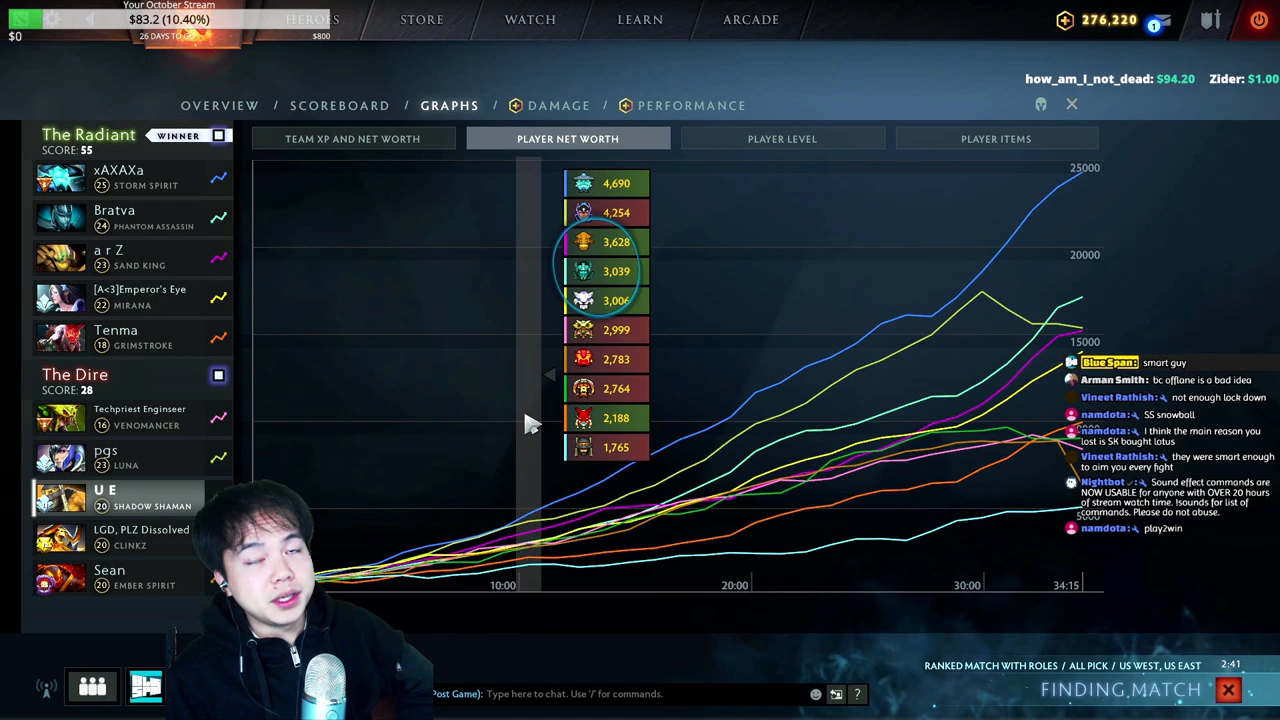 Your October Stream
$83.2 (10.40%)
26 DAYS TO GO
$0
$800
HEROES
STORE
WATCH
LEARN
ARCADE
276,220
1
how_am_I_not_dead: $94.20 Zider: $1.00
OVERVIEW / SCOREBOARD / GRAPHS / DAMAGE / PERFORMANCE
The Radiant
WINNER
SCORE: 55
TEAM XP AND NET WORTH
PLAYER NET WORTH
PLAYER LEVEL
PLAYER ITEMS
xAXAXa
25 STORM SPIRIT
Bratva
24 PHANTOM ASSASSIN
a r Z
23 SAND KING
[A<3]Emperor's Eye
22 MIRANA
Tenma
18 GRIMSTROKE
The Dire
SCORE: 28
Techpriest Enginseer
16 VENOMANCER
pgs
23 LUNA
U E
20 SHADOW SHAMAN
LGD, PLZ Dissolved
20 CLINKZ
Sean
20 EMBER SPIRIT
4,690
4,254
3,628
3,039
3,006
2,999
2,783
2,764
2,188
1,765
25000
20000
15000
10:00
20:00
30:00
34:15
Blue Span: smart guy
Arman Smith: bc offlane is a bad idea
Vineet Rathish: not enough lock down
namdota: SS snowball
namdota: I think the main reason you
lost is SK bought lotus
Vineet Rathish: they were smart enough
to aim you every fight
Nightbot: Sound effect commands are
NOW USABLE for anyone with OVER 20 hours
of stream watch time. !sounds for list of
commands. Please do not abuse.
namdota: play2win
RANKED MATCH WITH ROLES / ALL PICK / US WEST, US EAST
2:41
FINDING MATCH
Post Game): Type here to chat. Use '/' for commands.
?